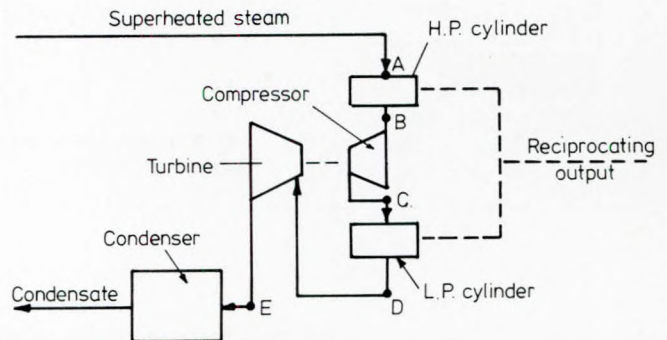 Superheated steam
H.P. cylinder
A
Compressor
B
Turbine
Reciprocating
output
C.
Condenser
Condensate
E
D
L.P. cylinder